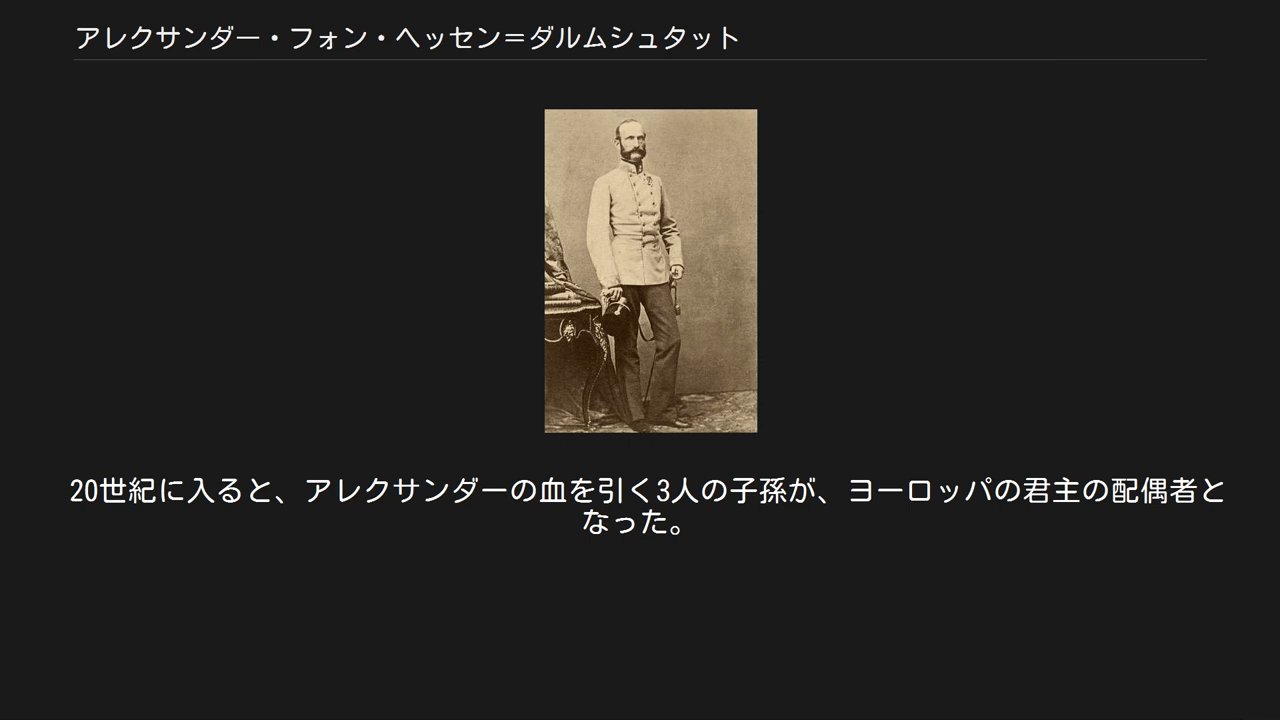 アレクサンダー・フォン・ヘッセン＝ダルムシュタット
20世紀に入ると、アレクサンダーの血を引く3人の子孫が、ヨーロッパの君主の配偶者と
なった。